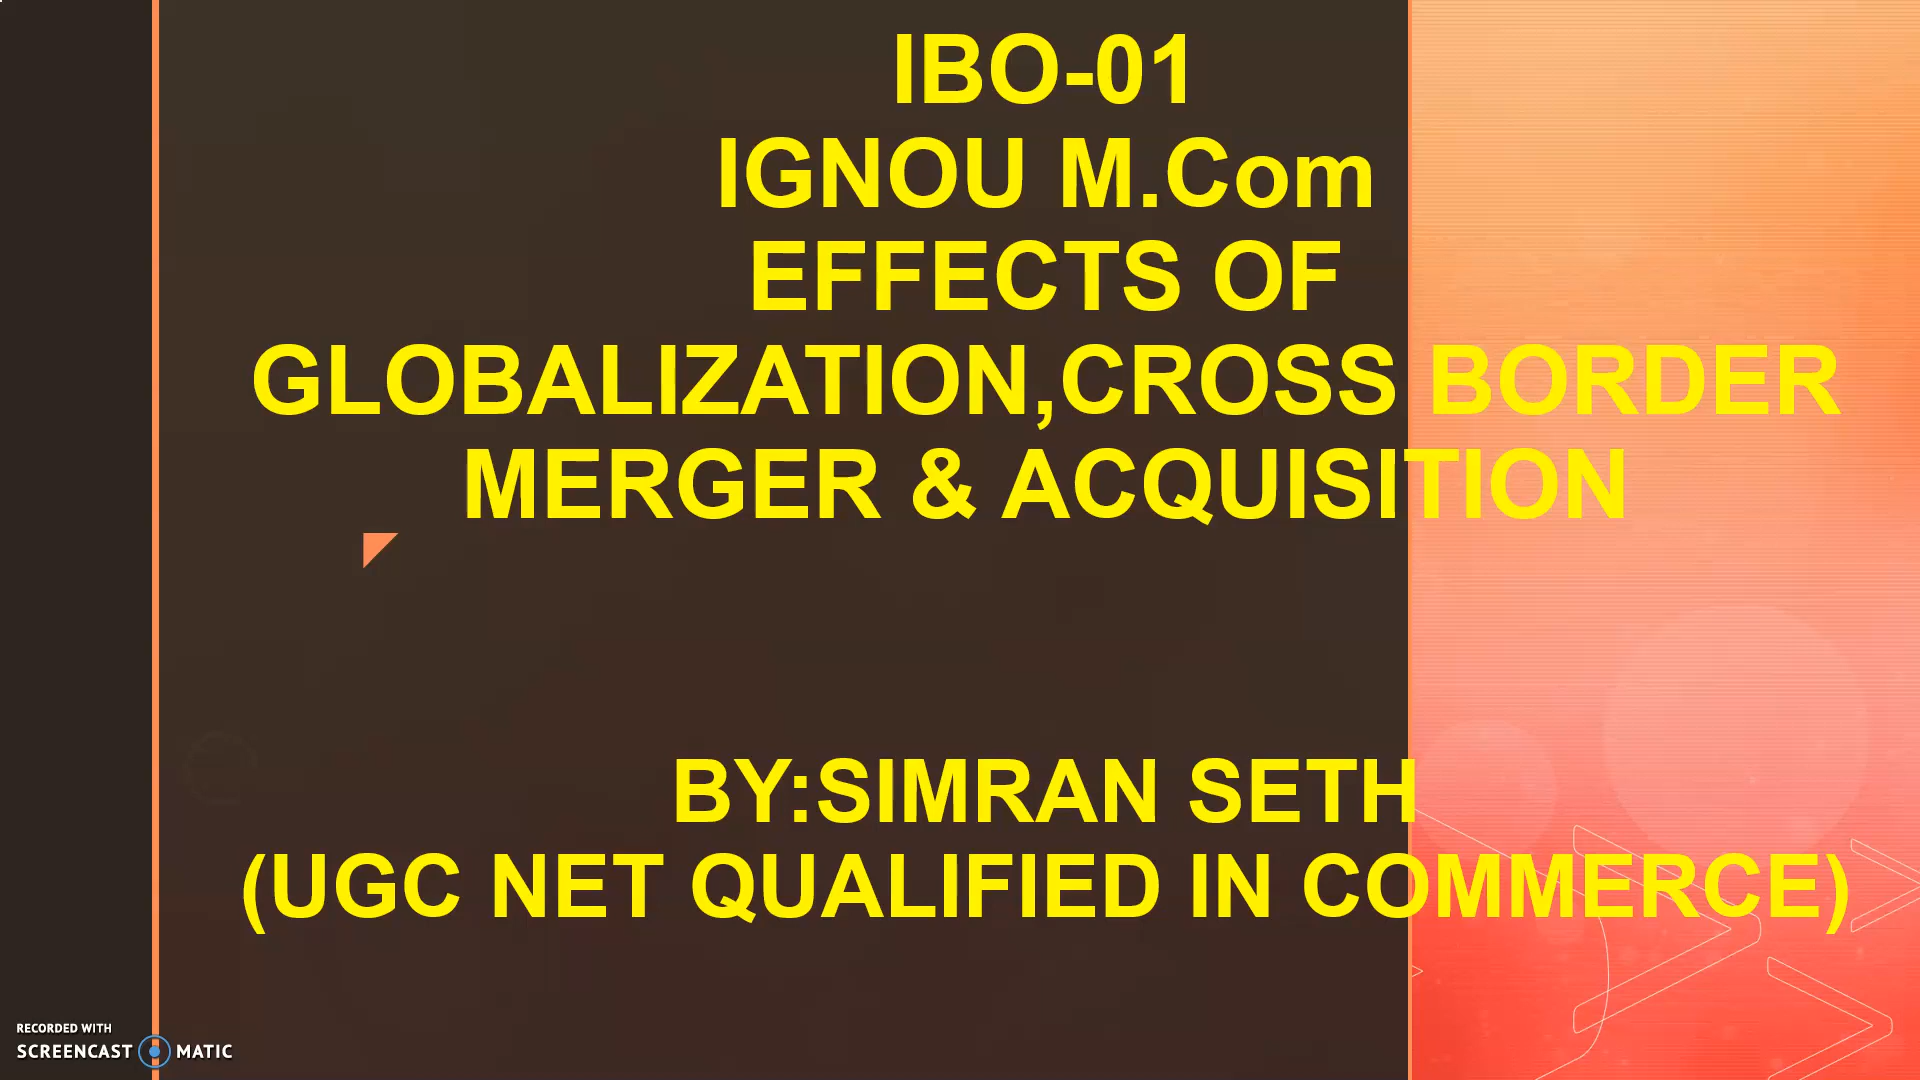 IBO-01
IGNOU M.Com
EFFECTS OF
GLOBALIZATION,CROSS BORDER
MERGER & ACQUISITION
BY:SIMRAN SETH
(UGC NET QUALIFIED IN COMMERCE)
RECORDED WITH
SCREENCAST MATIC